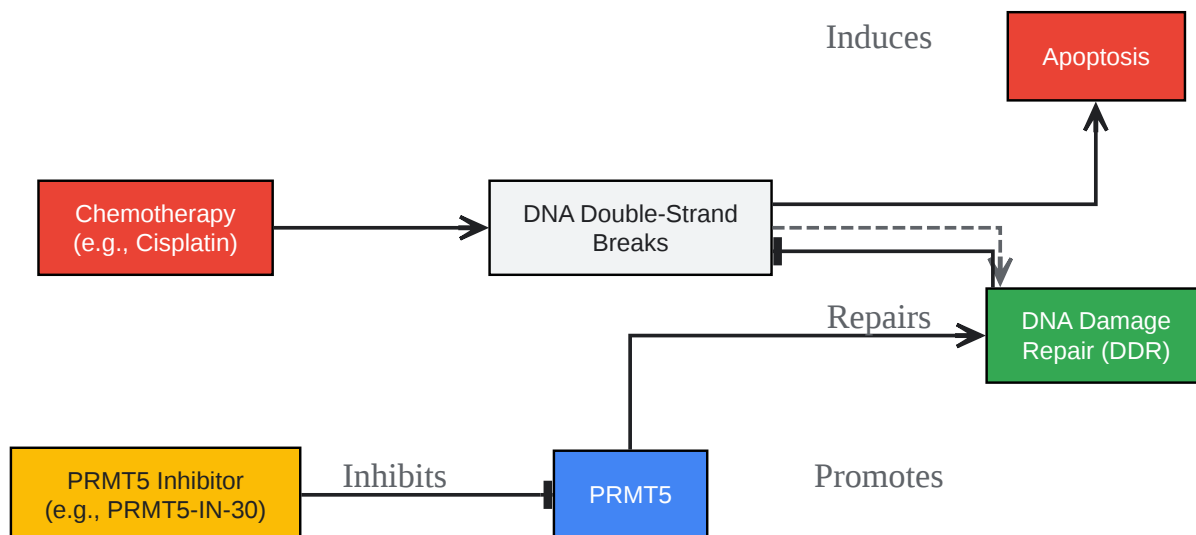 Induces
Apoptosis
Chemotherapy
(e.g., Cisplatin)
DNA Double-Strand
Breaks
Repairs
DNA Damage
Repair (DDR)
PRMT5 Inhibitor
(e.g., PRMT5-IN-30)
Inhibits
PRMT5
Promotes